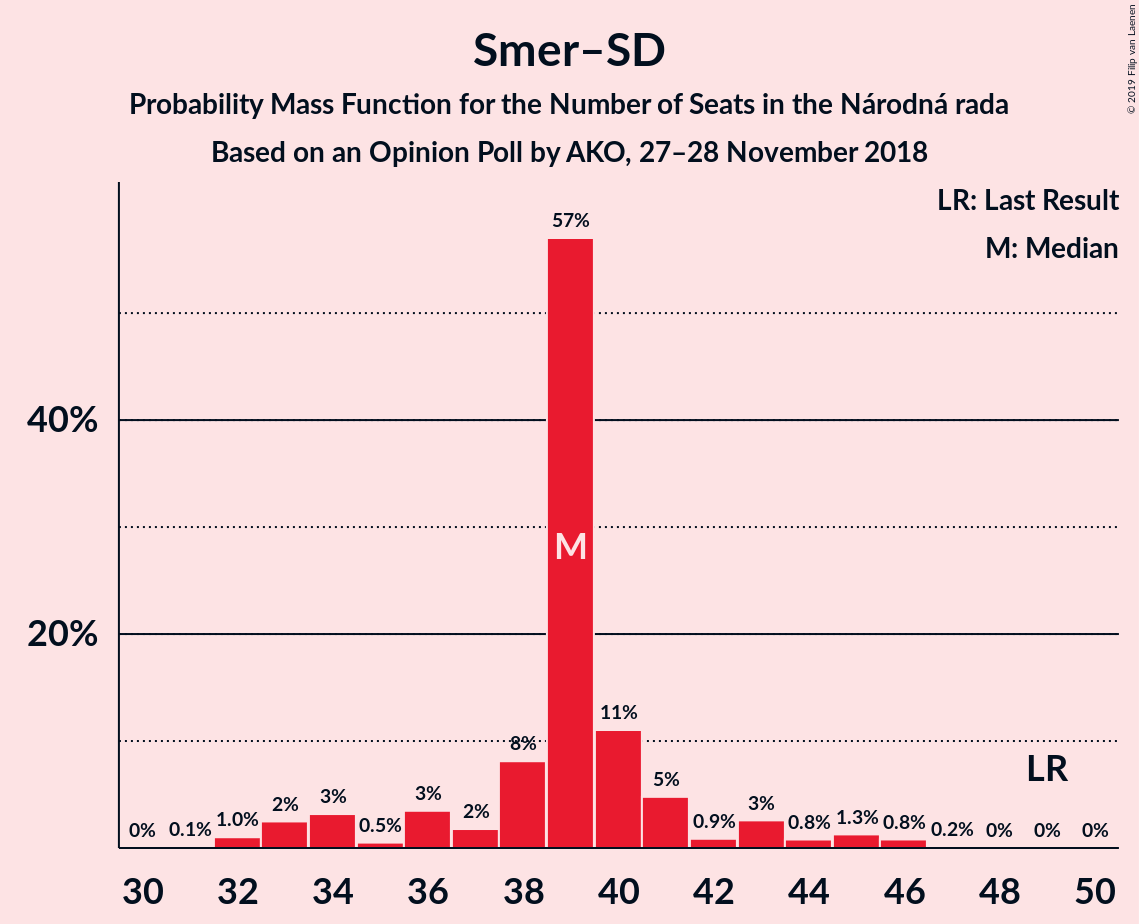 Smer–SD
Probability Mass Function for the Number of Seats in the Národná rada
Based on an Opinion Poll by AKO, 27–28 November 2018
© 2019 Filip van Laenen
LR: Last Result
M: Median
40%
20%
0%
0.1%
1.0%
2%
3%
0.5%
3%
2%
8%
57%
11%
5%
0.9%
3%
0.8%
1.3%
0.8%
0.2%
0%
0%
0%
M
LR
30 32 34 36 38 40 42 44 46 48 50